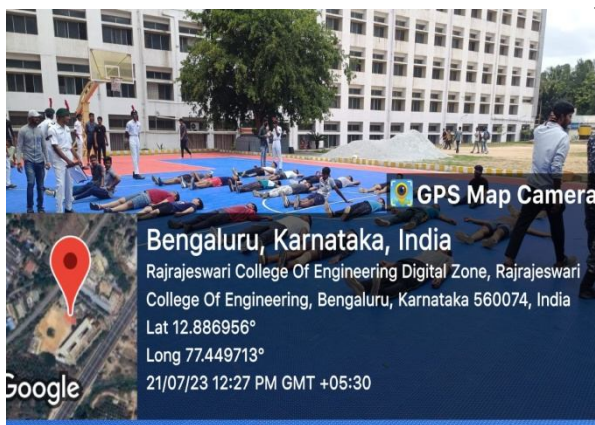 GPS Map Camera
Bengaluru, Karnataka, India
Rajrajeswari College Of Engineering Digital Zone, Rajrajeswari
College Of Engineering, Bengaluru, Karnataka 560074, India
Lat 12.886956°
Long 77.449713°
21/07/23 12:27 PM GMT +05:30
Google